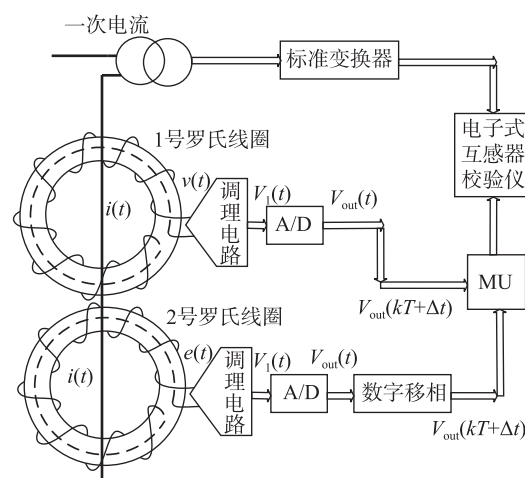 一次电流
标准变换器
电子式
互感器
校验仪
1号罗氏线圈
v(t)
i(t)
调理电路
V₁(t)
A/D
Vout(t)
MU
Vout(kT+Δt)
2号罗氏线圈
e(t)
i(t)
调理电路
V₁(t)
A/D
Vout(t)
数字移相
Vout(kT+Δt)